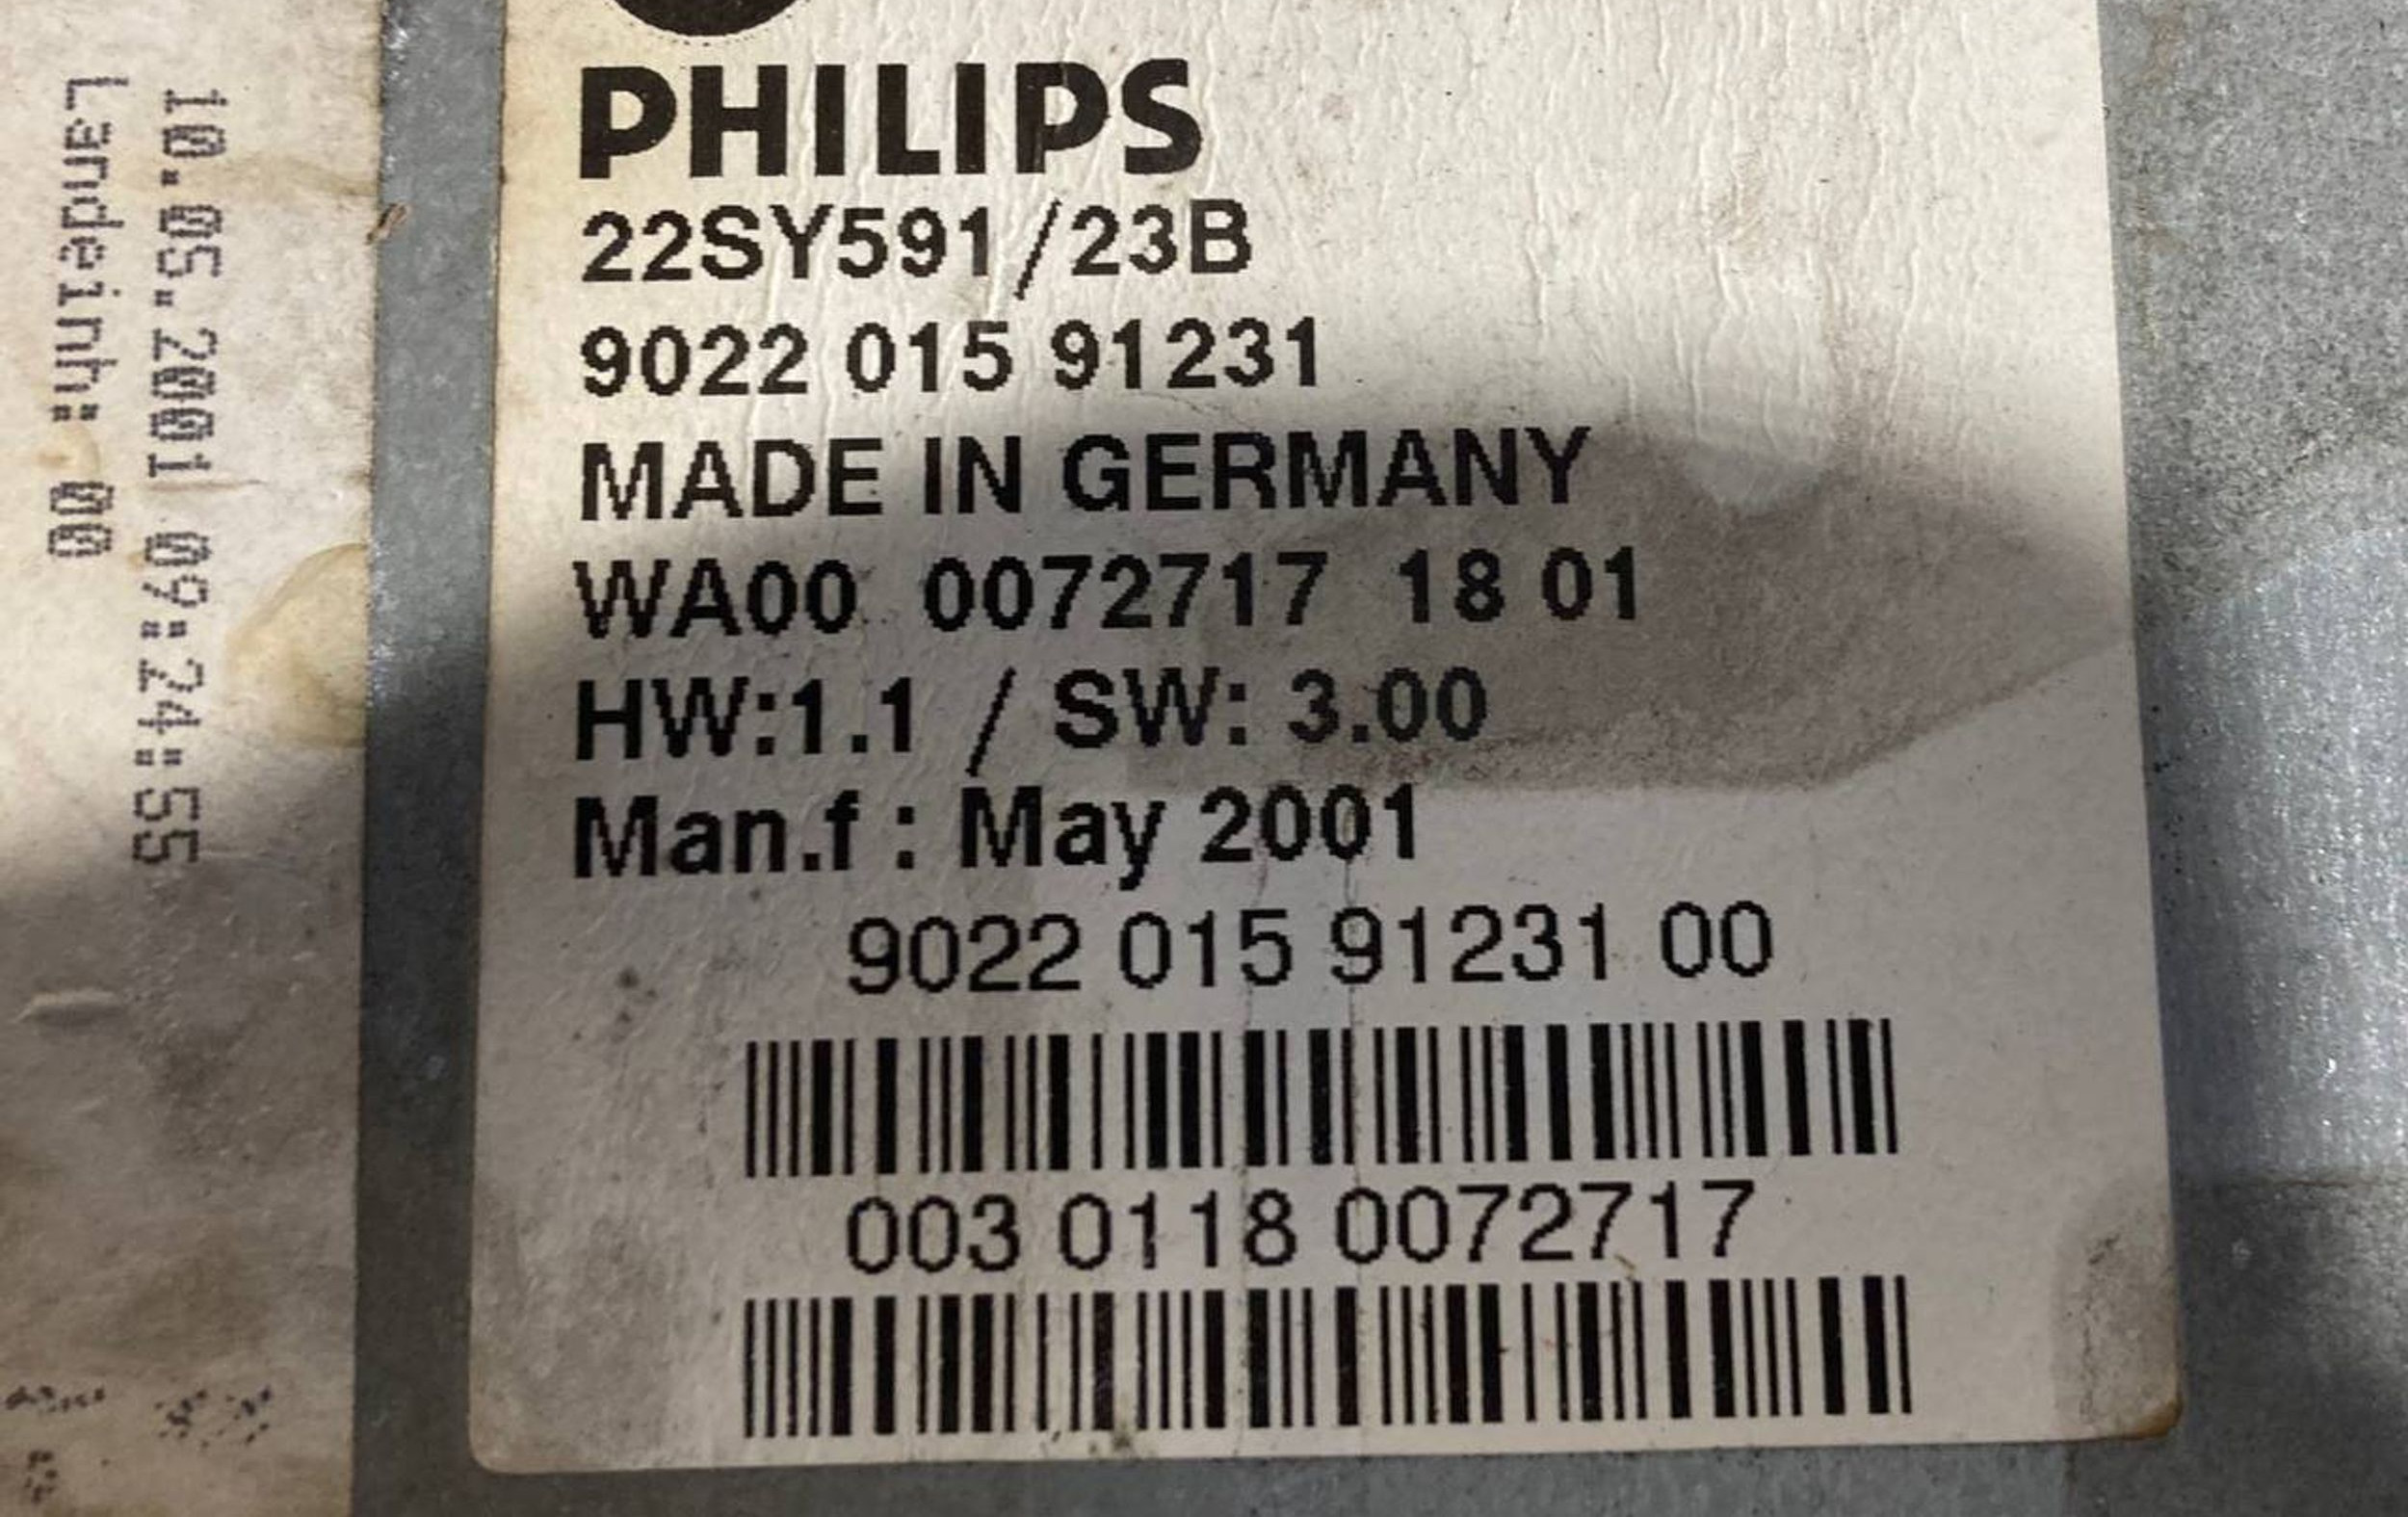 PHILIPS
22SY591/23B
9022 015 91231
MADE IN GERMANY
WA00 0072717 18 01
HW:1.1 / SW: 3.00
Man.f : May 2001
9022 015 91231 00
003 0118 0072717
10.05.2001 09:24:55
Landeinh: 00